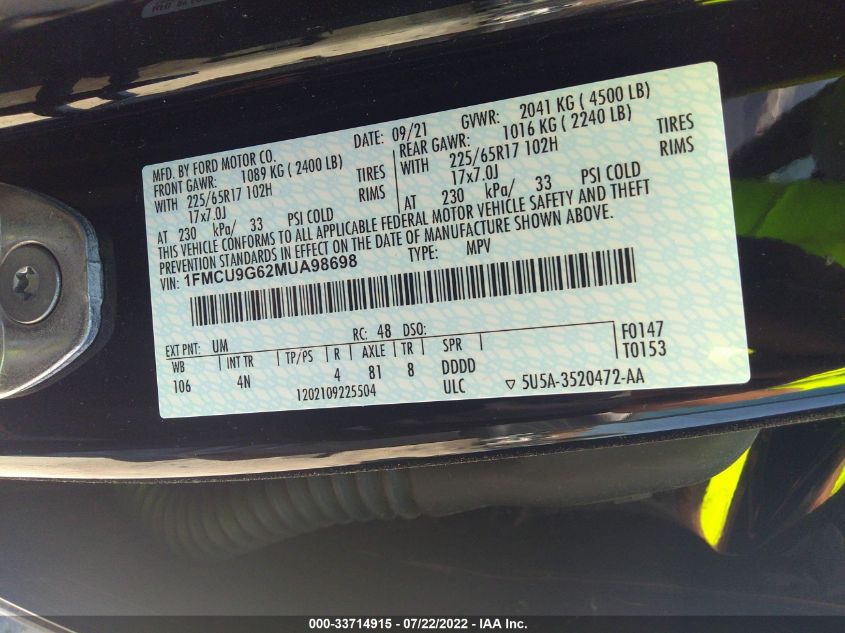 MFD. BY FORD MOTOR CO.
DATE: 09/21 GVWR: 2041 KG ( 4500 LB)
FRONT GAWR: 1089 KG ( 2400 LB) REAR GAWR: 1016 KG ( 2240 LB)
WITH 225/65R17 102H TIRES WITH 225/65R17 102H TIRES
17x7.0J RIMS 17x7.0J RIMS
AT 230 kPa/ 33 PSI COLD AT 230 kPa/ 33 PSI COLD
THIS VEHICLE CONFORMS TO ALL APPLICABLE FEDERAL MOTOR VEHICLE SAFETY AND THEFT
PREVENTION STANDARDS IN EFFECT ON THE DATE OF MANUFACTURE SHOWN ABOVE.
VIN: 1FMCU9G62MUA98698 TYPE: MPV
EXT PNT: UM RC: 48 DSO: F0147
WB INT TR TP/PS R AXLE TR SPR T0153
106 4N 4 81 8 DDDD
1202109225504 ULC ▽ 5U5A-3520472-AA
000-33714915 - 07/22/2022 - IAA Inc.